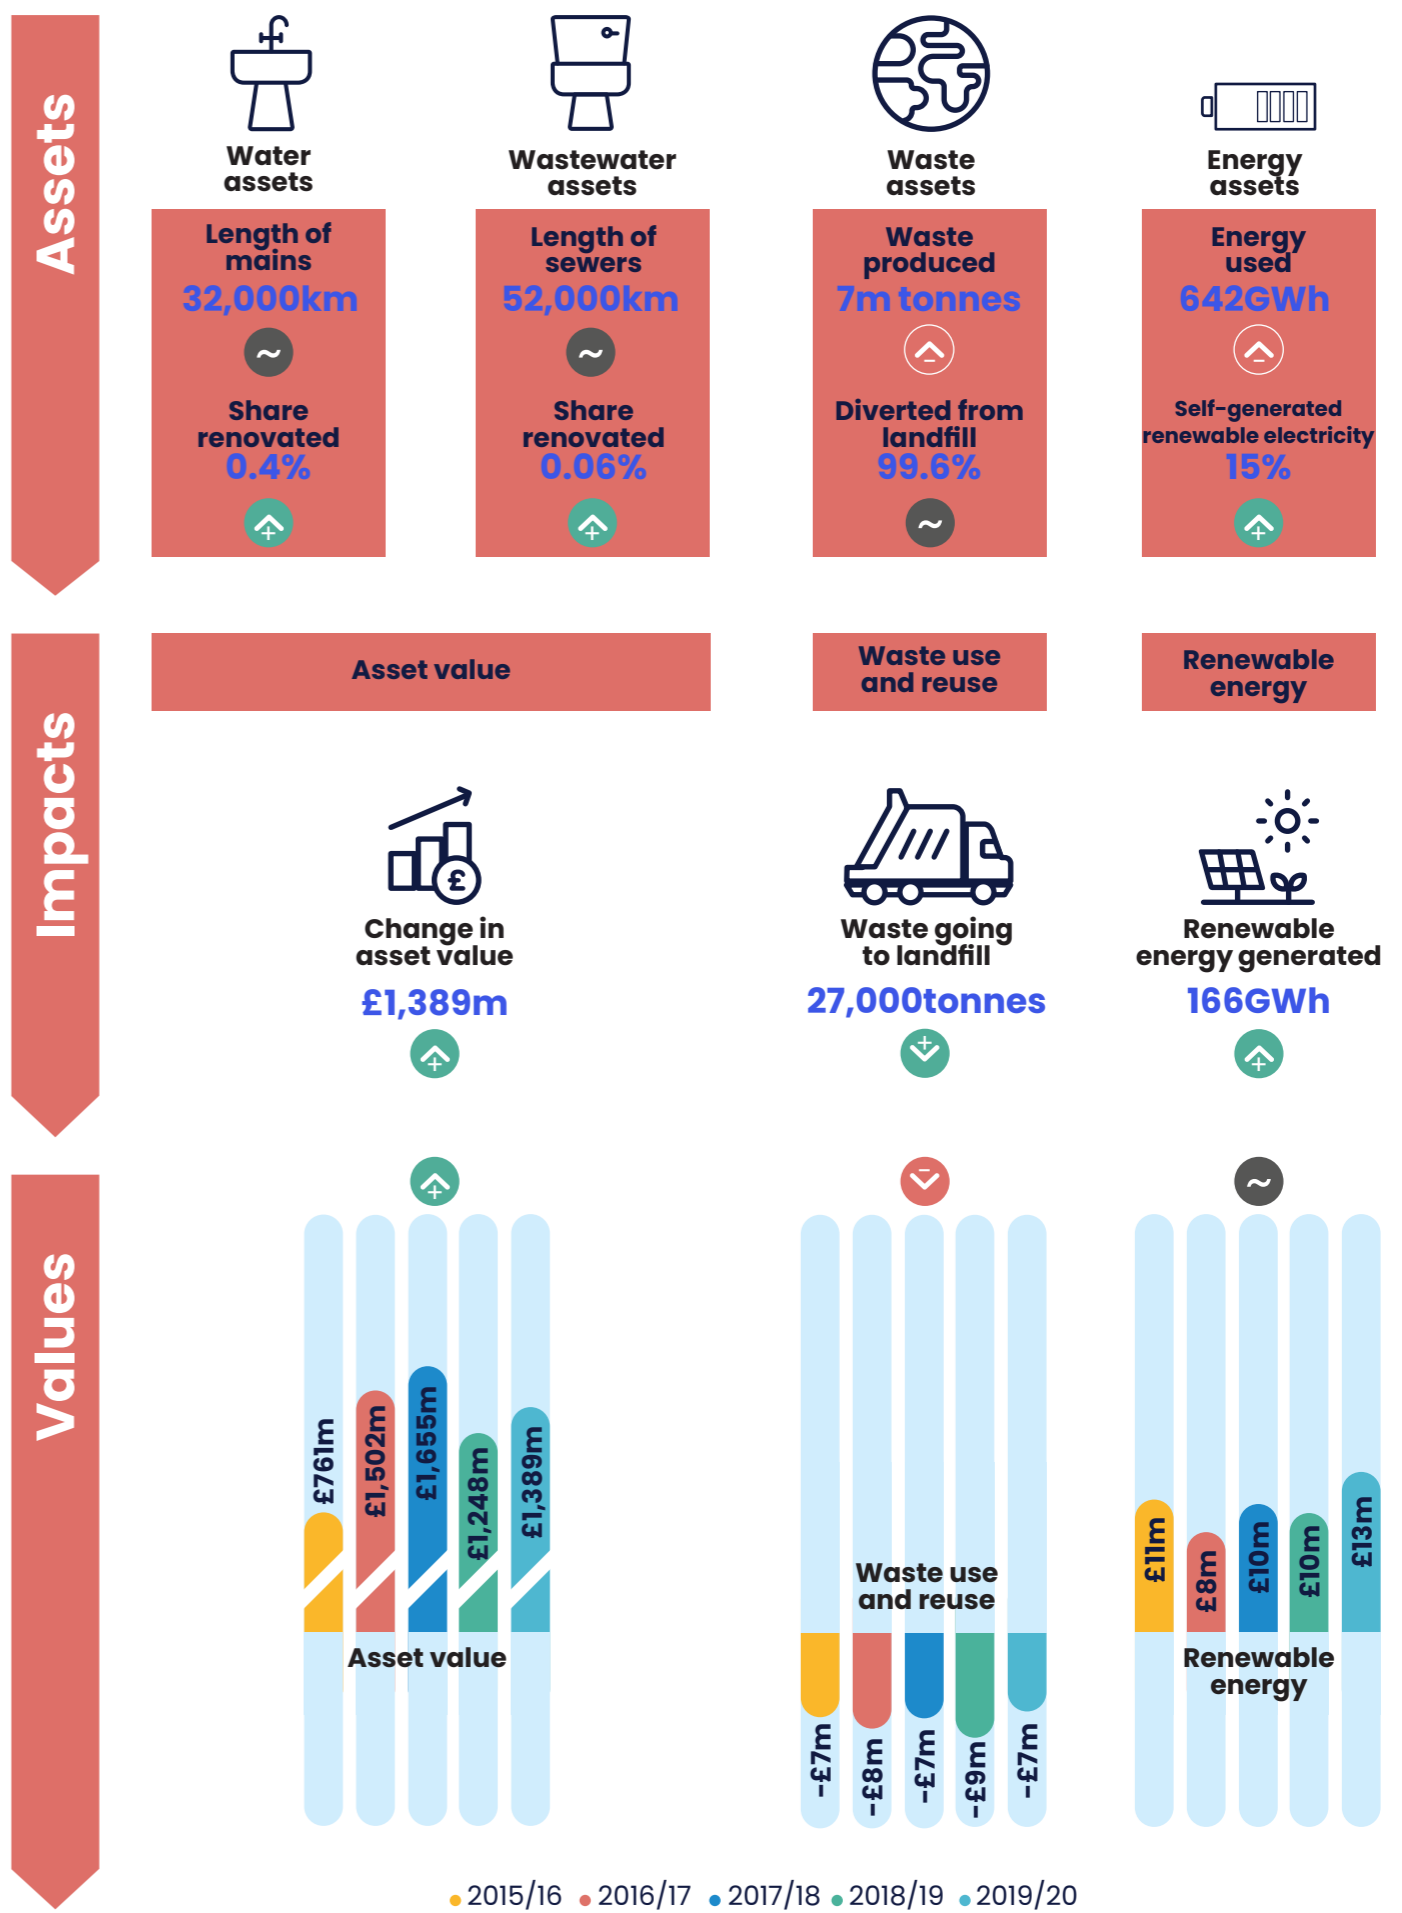 Assets
Water
assets
Length of
mains
32,000km
~
Share
renovated
0.4%
+
Wastewater
assets
Length of
sewers
52,000km
~
Share
renovated
0.06%
+
Waste
assets
Waste
produced
7m tonnes
−
Diverted from
landfill
99.6%
~
Energy
assets
Energy
used
642GWh
−
Self-generated
renewable electricity
15%
+
Impacts
Asset value
£
Change in
asset value
£1,389m
+
Waste use
and reuse
Waste going
to landfill
27,000tonnes
+
Renewable
energy
Renewable
energy generated
166GWh
+
Values
+
£761m
£1,502m
£1,655m
£1,248m
£1,389m
Asset value
−
Waste use
and reuse
-£7m
-£8m
-£7m
-£9m
-£7m
~
£11m
£8m
£10m
£10m
£13m
Renewable
energy
2015/16 2016/17 2017/18 2018/19 2019/20